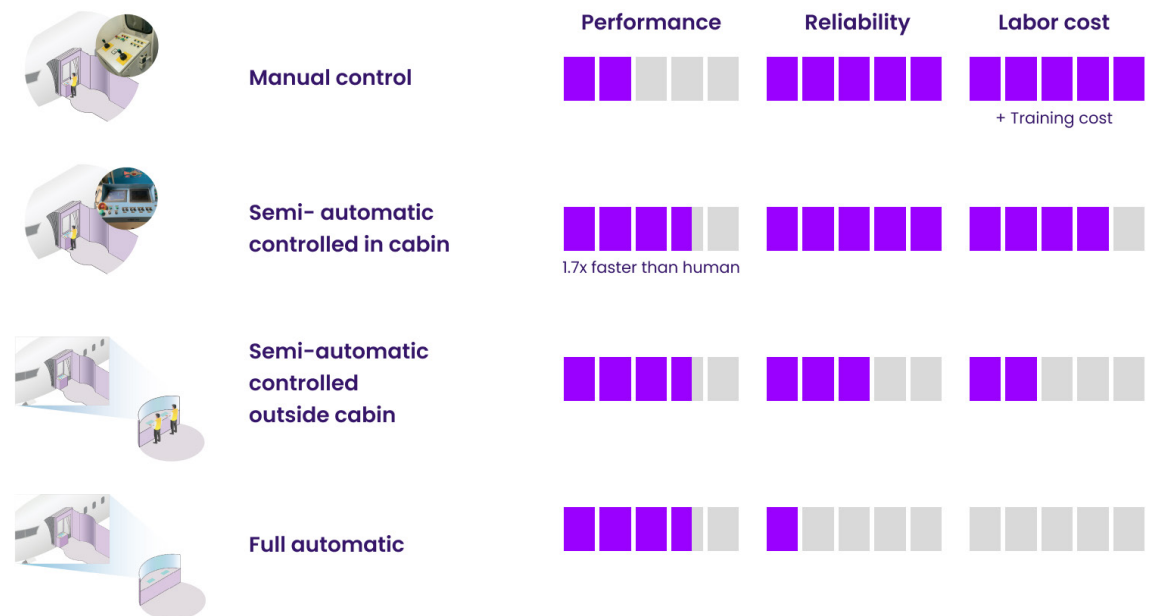 Performance
Reliability
Labor cost
Manual control
+ Training cost
Semi- automatic
controlled in cabin
1.7x faster than human
Semi-automatic
controlled
outside cabin
Full automatic